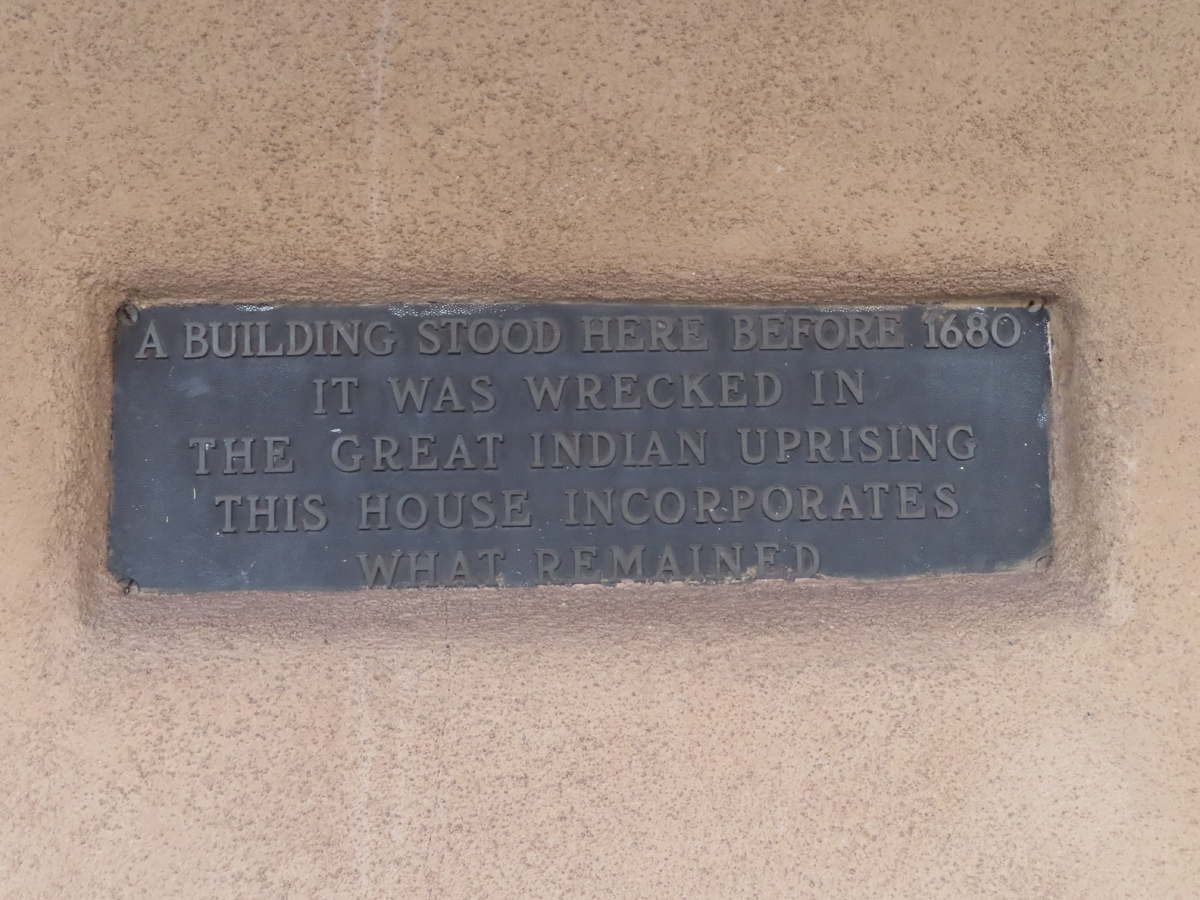 A BUILDING STOOD HERE BEFORE 1680
IT WAS WRECKED IN
THE GREAT INDIAN UPRISING
THIS HOUSE INCORPORATES
WHAT REMAINED